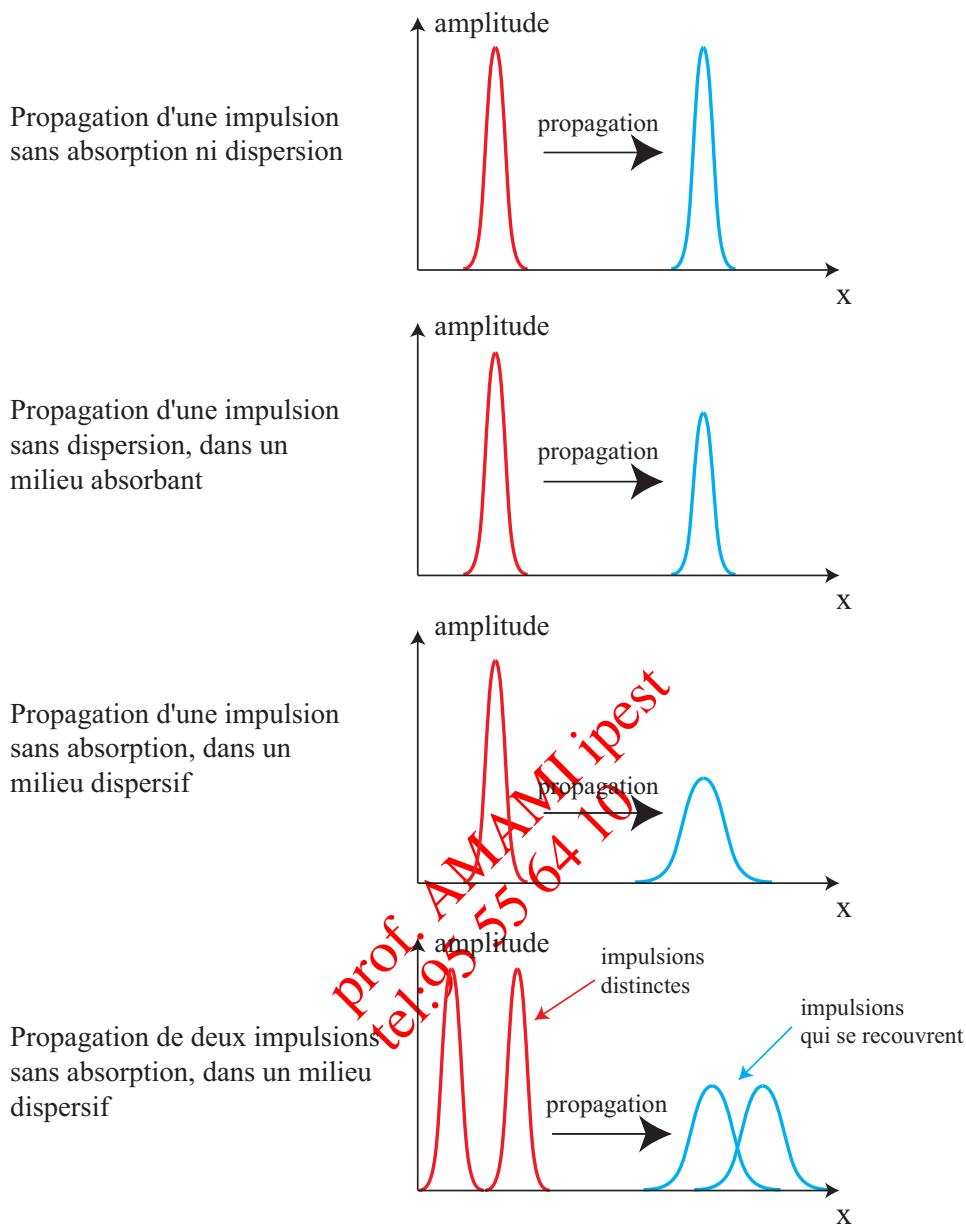 amplitude
Propagation d'une impulsion
sans absorption ni dispersion
propagation
x
amplitude
Propagation d'une impulsion
sans dispersion, dans un
milieu absorbant
propagation
x
amplitude
Propagation d'une impulsion
sans absorption, dans un
milieu dispersif
propagation
x
prof. AMAMI ipest
tel:95 55 64 10
amplitude
impulsions
distinctes
impulsions
qui se recouvrent
Propagation de deux impulsions
sans absorption, dans un milieu
dispersif
propagation
x